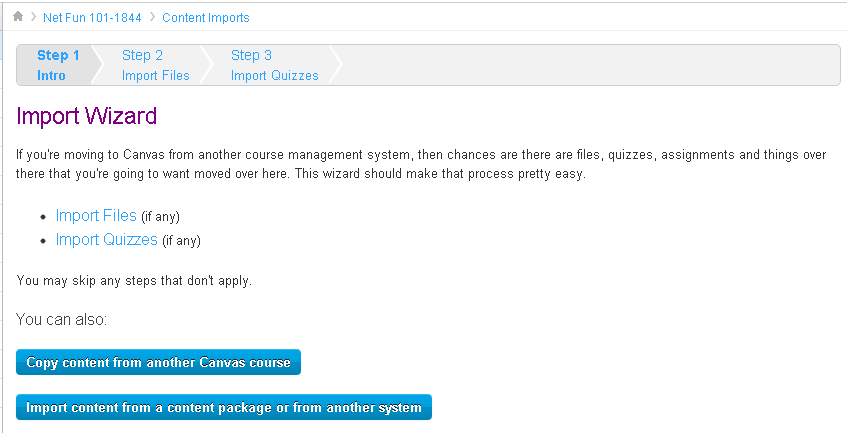 Net Fun 101-1844 Content Imports
Step 1 Step 2 Step 3
Intro Import Files Import Quizzes
Import Wizard
If you're moving to Canvas from another course management system, then chances are there are files, quizzes, assignments and things over
there that you're going to want moved over here. This wizard should make that process pretty easy.
Import Files (if any)
Import Quizzes (if any)
You may skip any steps that don't apply.
You can also:
Copy content from another Canvas course
Import content from a content package or from another system